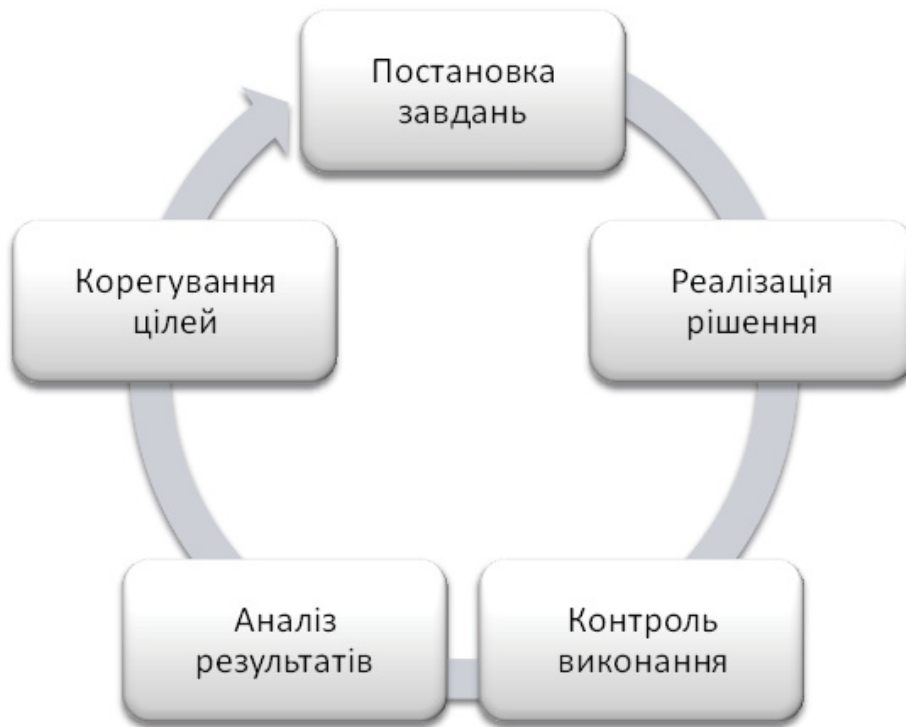 Постановка
завдань
Реалізація
рішення
Контроль
виконання
Аналіз
результатів
Корегування
цілей